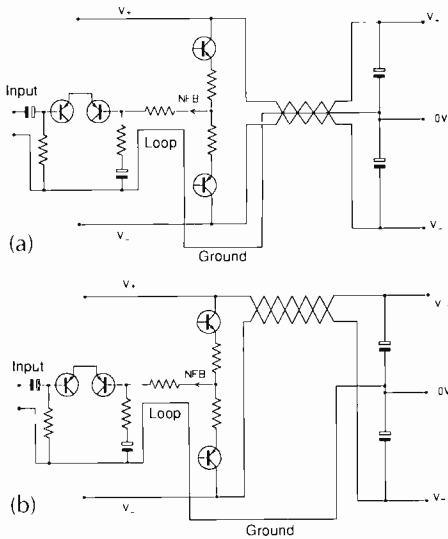 V+
V+
Input
NFB
0V
Loop
V−
V−
(a)
Ground
V+
V−
Input
NFB
0V
Loop
V−
V−
(b)
Ground